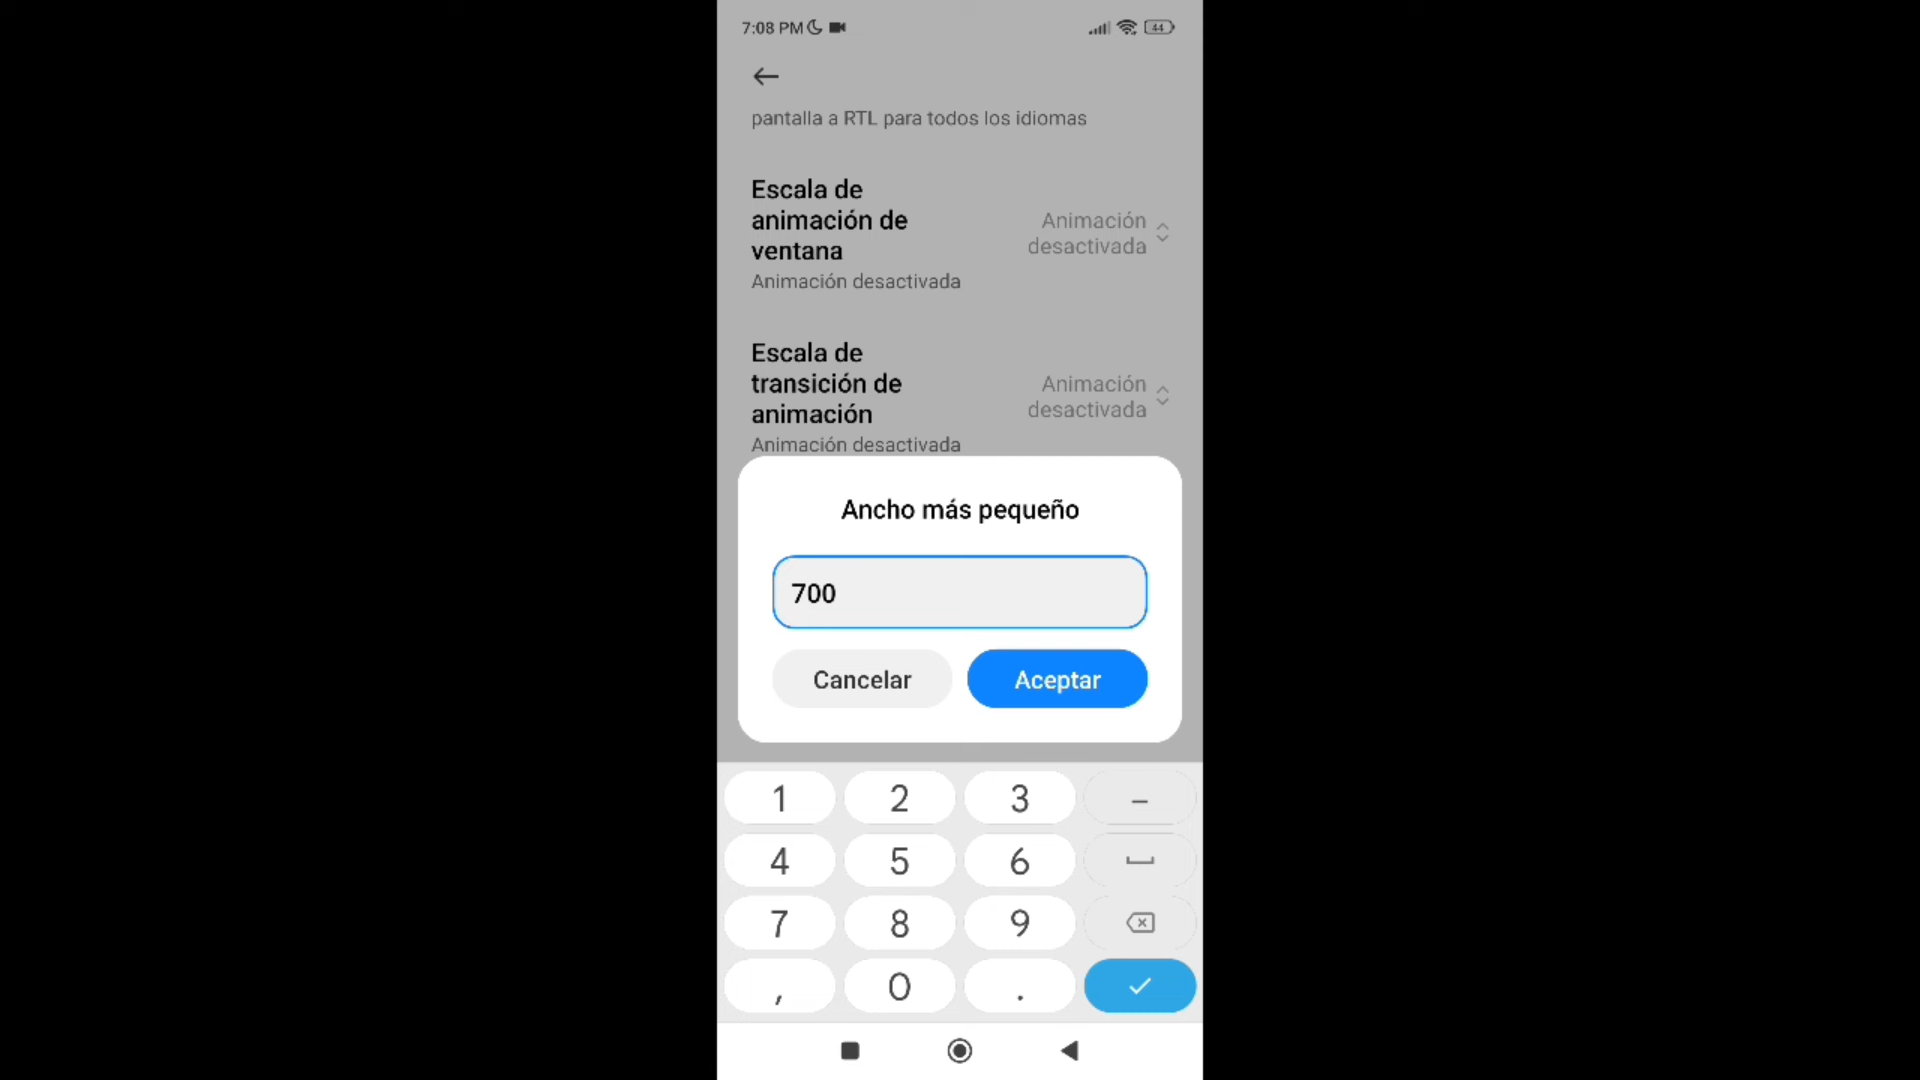 7:08 PM
44
pantalla a RTL para todos los idiomas
Escala de
animación de
ventana
Animación desactivada
Animación
desactivada
Escala de
transición de
animación
Animación desactivada
Animación
desactivada
Ancho más pequeño
700
Cancelar
Aceptar
1 2 3 –
4 5 6
7 8 9
, 0 .